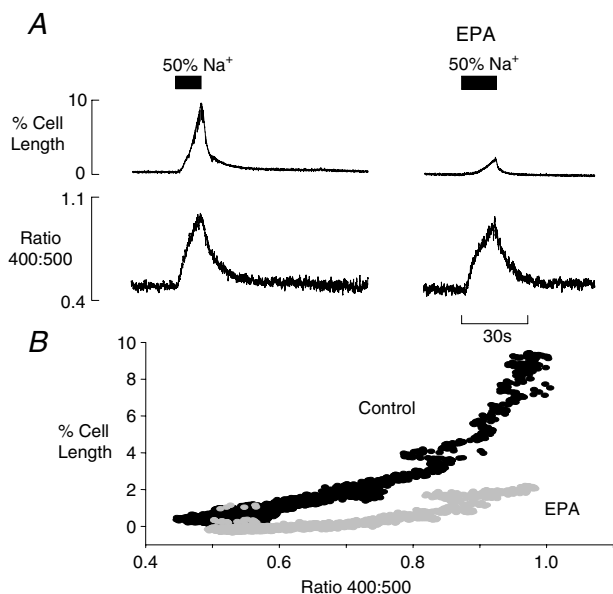 A
EPA
50% Na⁺
50% Na⁺
10
% Cell
Length
0
1.1
Ratio
400:500
0.4
30s
B
10
8
6
4
2
0
% Cell
Length
Control
EPA
0.4
0.6
0.8
1.0
Ratio 400:500